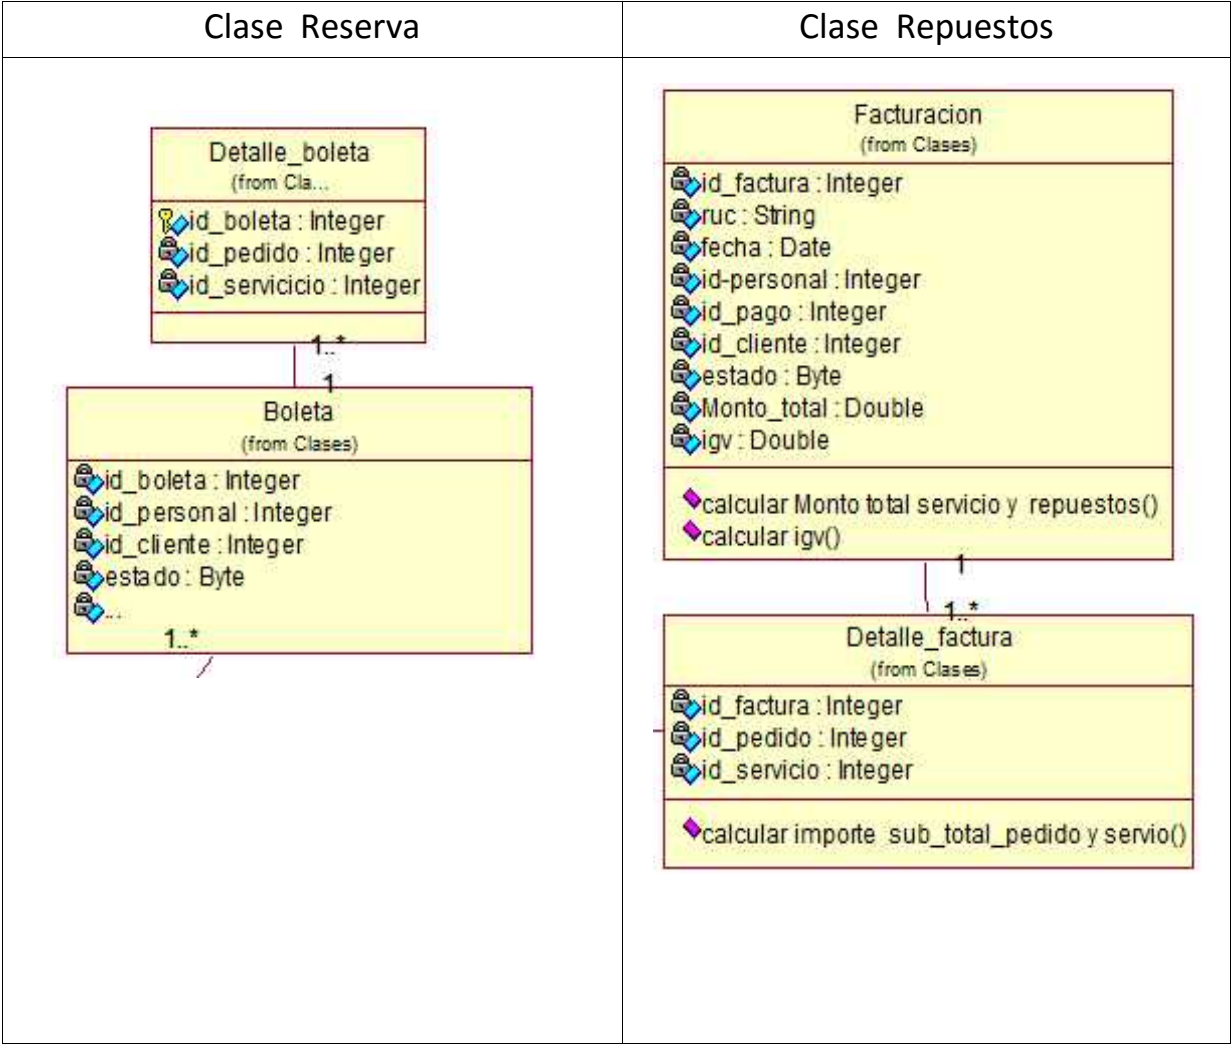 Clase Reserva
Clase Repuestos
Detalle_boleta
(from Cla...
id_boleta : Integer
id_pedido : Integer
id_servicicio : Integer
1..*
1
Boleta
(from Clases)
id_boleta : Integer
id_personal : Integer
id_cliente : Integer
estado : Byte
...
1..*
Facturacion
(from Clases)
id_factura : Integer
ruc : String
fecha : Date
id-personal : Integer
id_pago : Integer
id_cliente : Integer
estado : Byte
Monto_total : Double
igv : Double
calcular Monto total servicio y repuestos()
calcular igv()
1
1..*
Detalle_factura
(from Clases)
id_factura : Integer
id_pedido : Integer
id_servicio : Integer
calcular importe sub_total_pedido y servio()